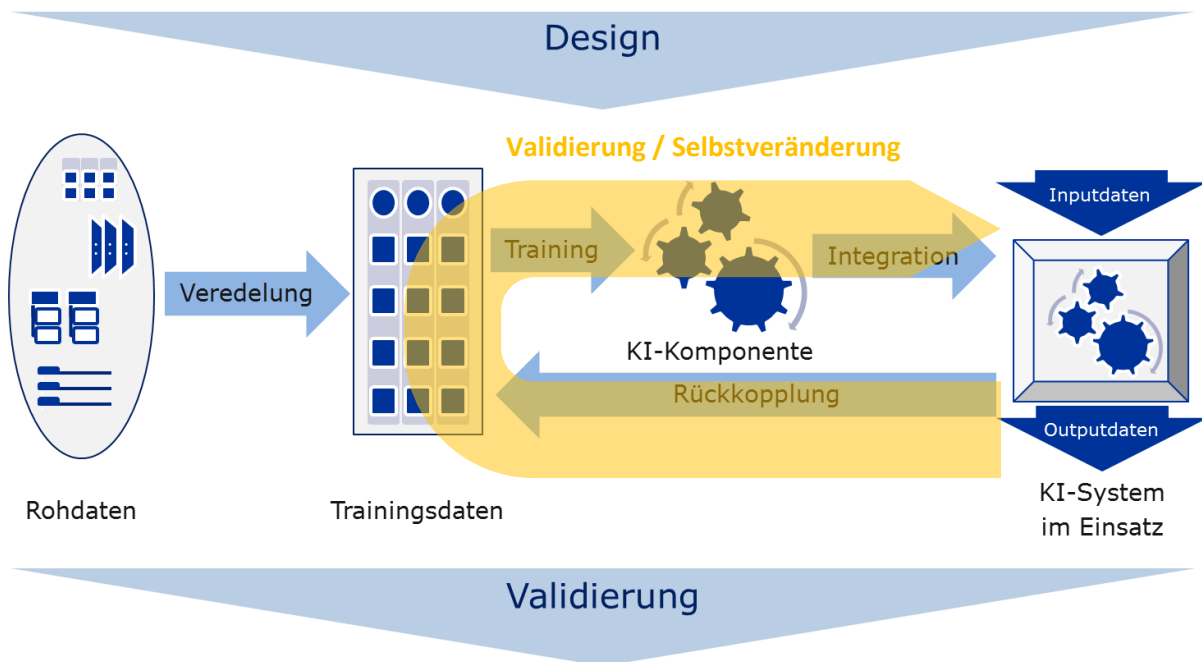 Design
Validierung / Selbstveränderung
Inputdaten
Training
Integration
Veredelung
KI-Komponente
Rückkopplung
Outputdaten
Rohdaten
Trainingsdaten
KI-System
im Einsatz
Validierung